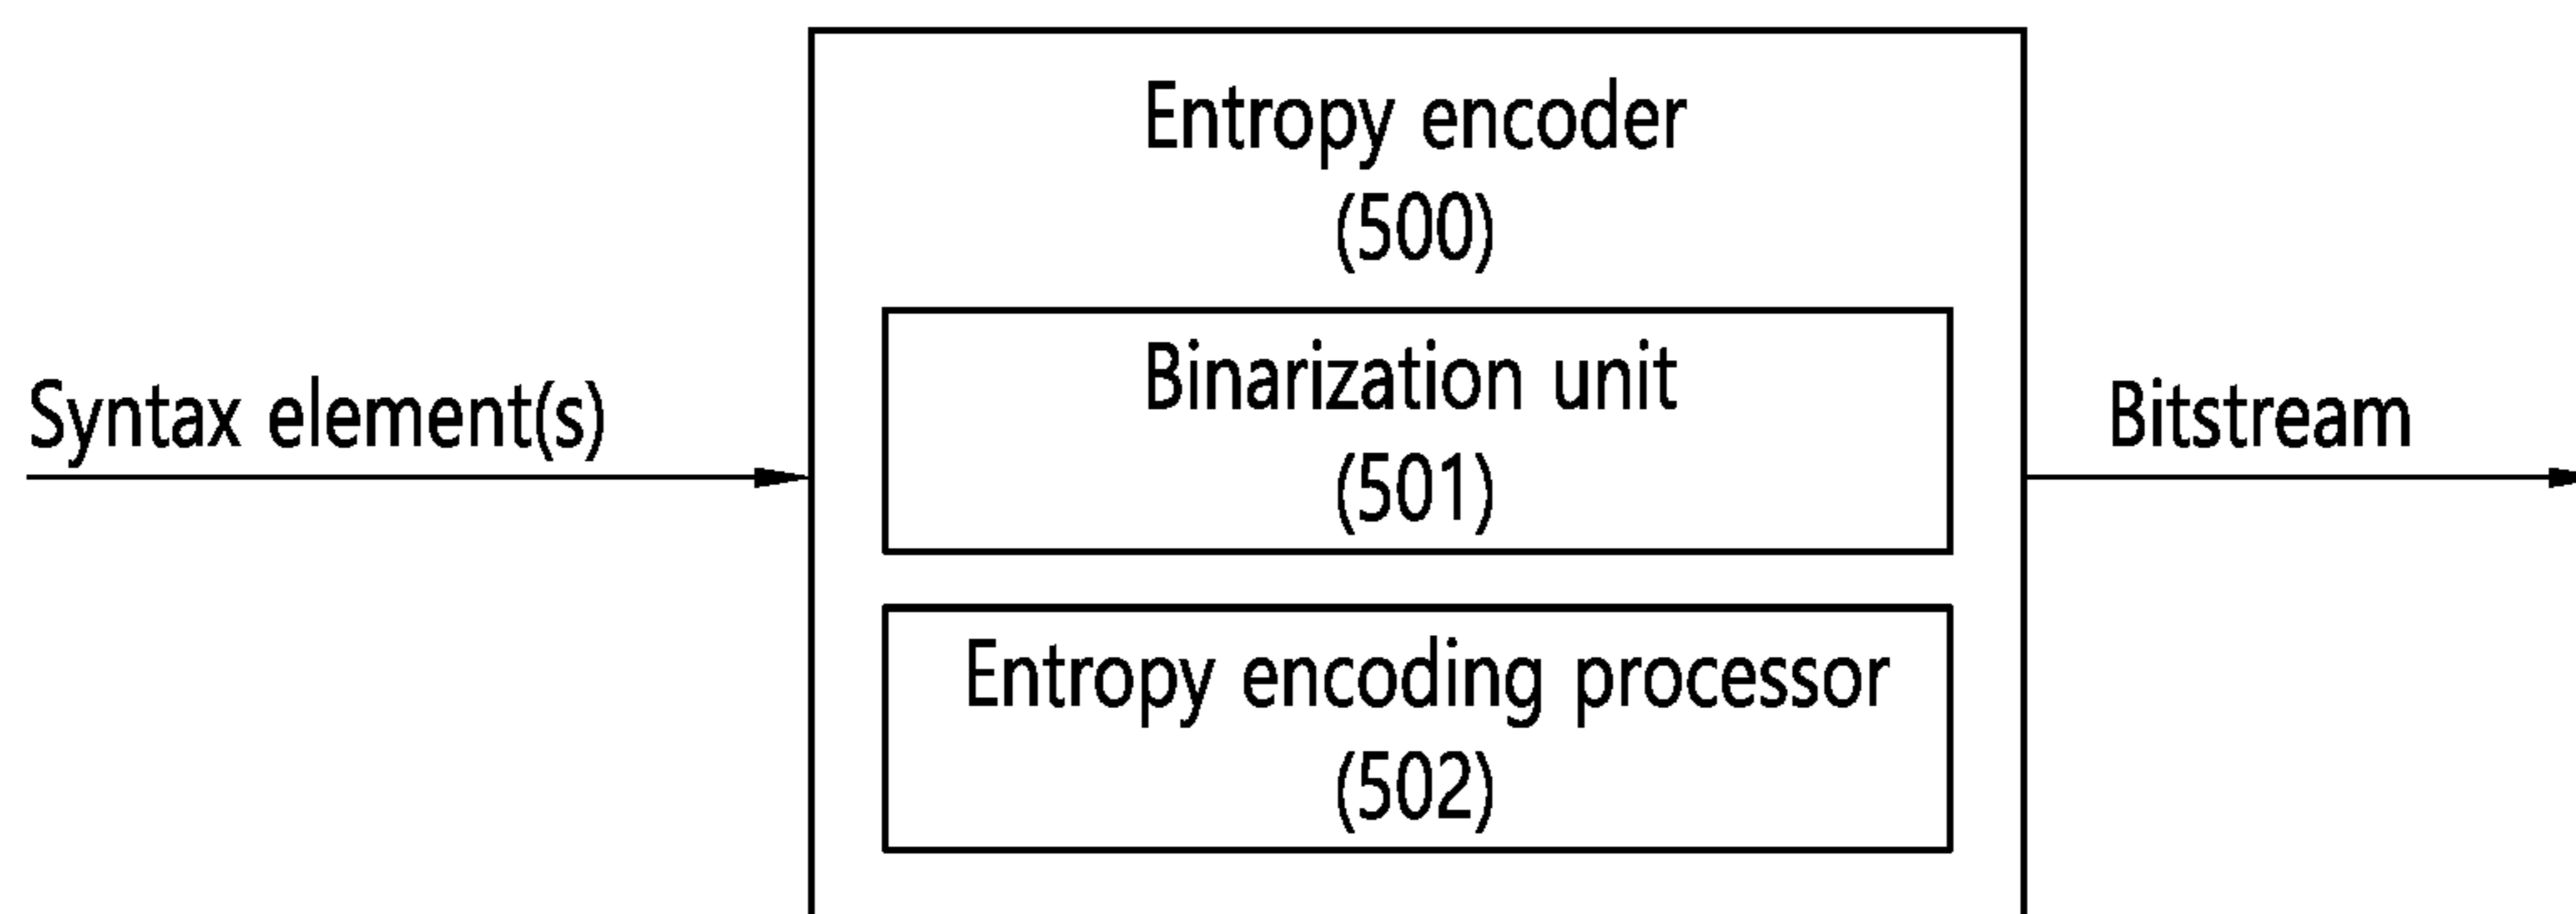 Entropy encoder
(500)
Syntax element(s)
Binarization unit
(501)
Bitstream
Entropy encoding processor
(502)